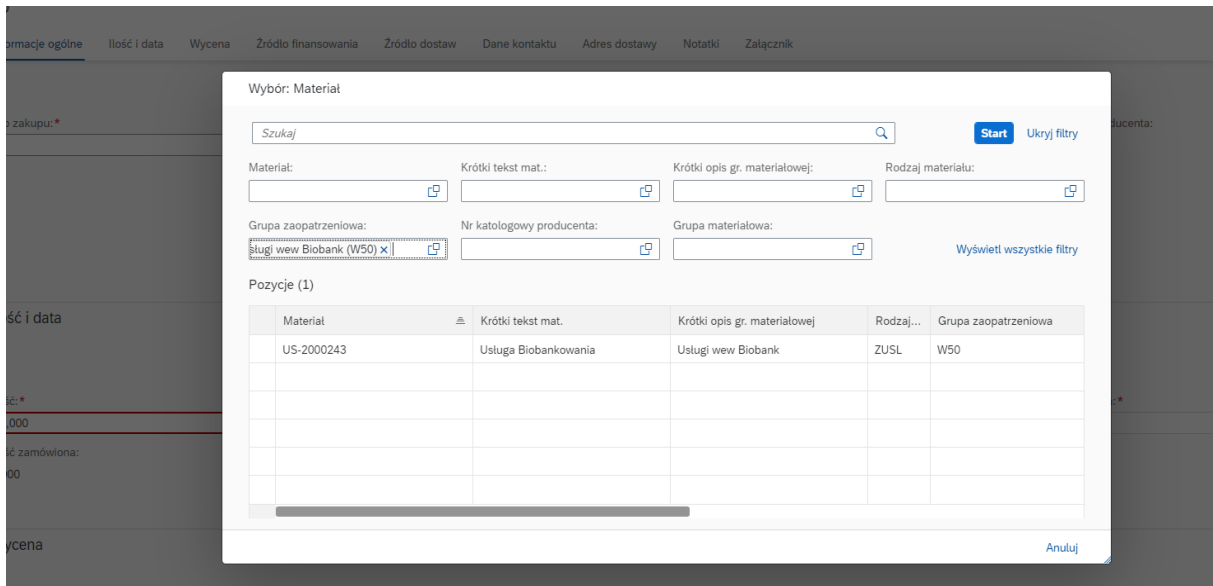 ormacje ogólne Ilość i data Wycena Źródło finansowania Źródło dostaw Dane kontaktu Adres dostawy Notatki Załącznik
Wybór: Materiał
o zakupu:*
ducenta:
Szukaj
Start Ukryj filtry
Materiał: Krótki tekst mat.: Krótki opis gr. materiałowej: Rodzaj materiału:
Grupa zaopatrzeniowa: Nr katologowy producenta: Grupa materiałowa:
sługi wew Biobank (W50) Wyświetl wszystkie filtry
Pozycje (1)
ść i data
Materiał Krótki tekst mat. Krótki opis gr. materiałowej Rodzaj... Grupa zaopatrzeniowa
US-2000243 Usługa Biobankowania Usługi wew Biobank ZUSL W50
ść:*
:*
,000
ść zamówiona:
00
ycena
Anuluj